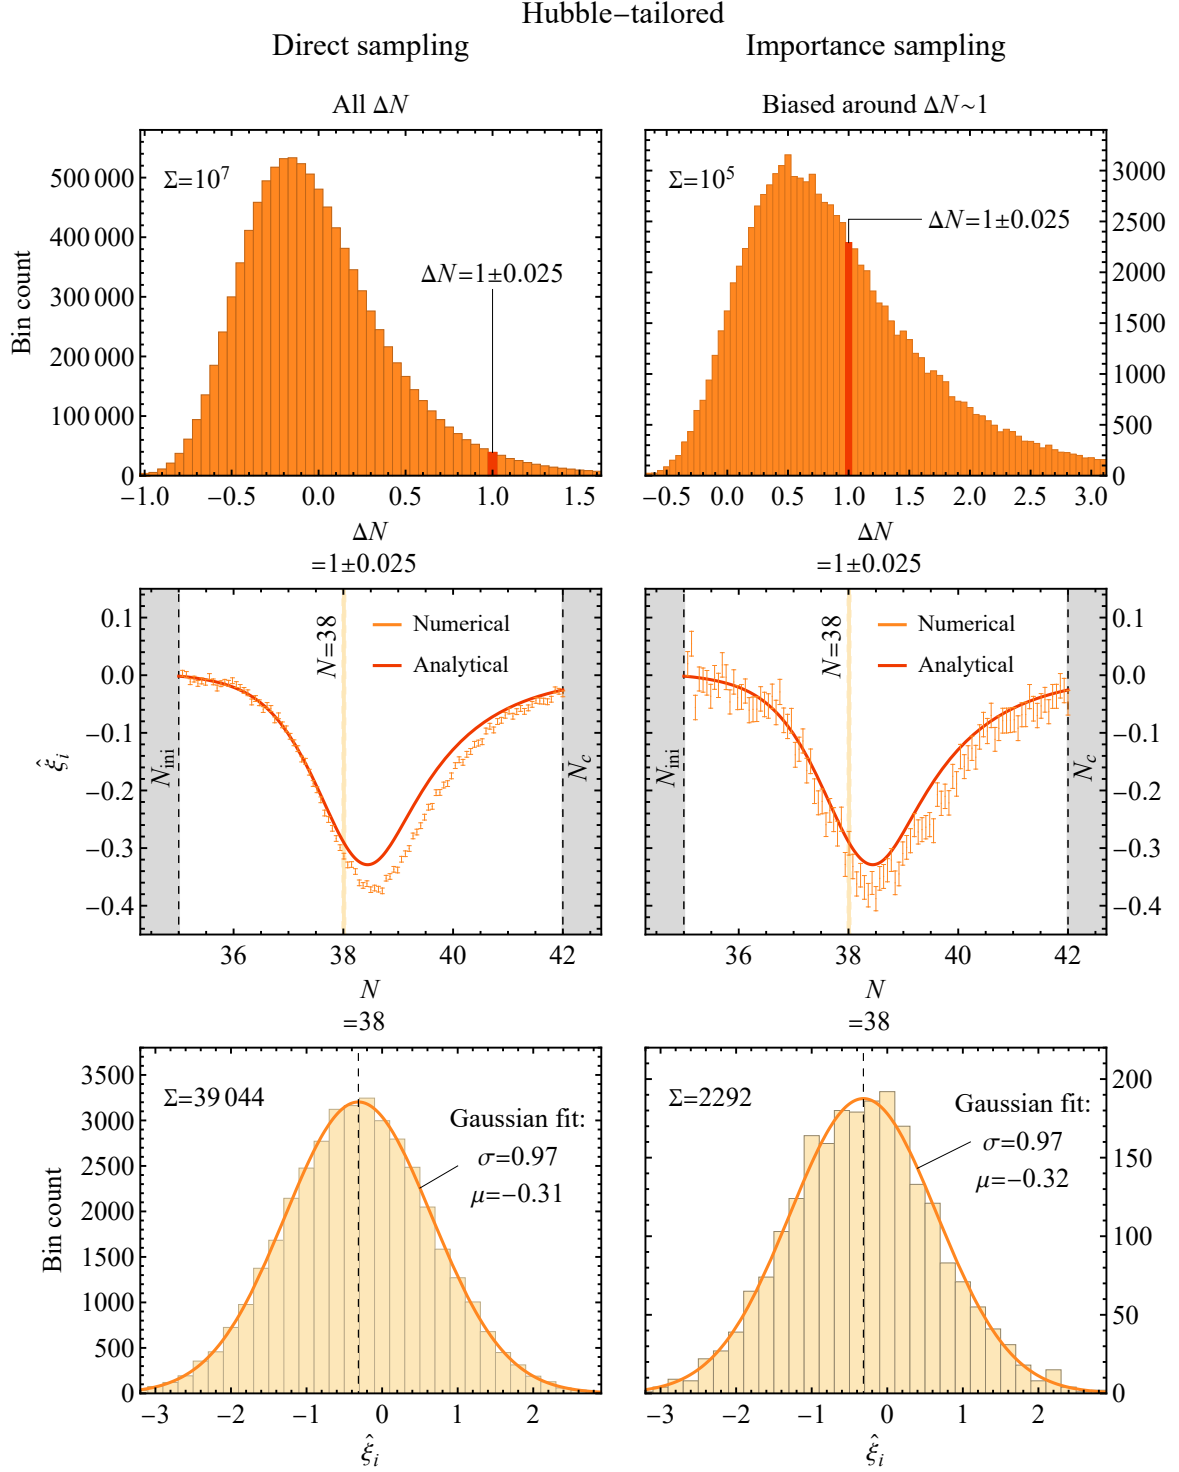 Hubble−tailored
Direct sampling
Importance sampling
All ΔN
Biased around ΔN~1
Σ=10⁷
ΔN=1±0.025
Bin count
500 000
400 000
300 000
200 000
100 000
0
−1.0 −0.5 0.0 0.5 1.0 1.5
ΔN
=1±0.025
Σ=10⁵
ΔN=1±0.025
3000
2500
2000
1500
1000
500
0
−0.5 0.0 0.5 1.0 1.5 2.0 2.5 3.0
ΔN
=1±0.025
0.1
0.0
−0.1
−0.2
−0.3
−0.4
ξ̂ᵢ
N_ini
N=38
Numerical
Analytical
N_c
36 38 40 42
N
=38
N_ini
N=38
Numerical
Analytical
N_c
0.1
0.0
−0.1
−0.2
−0.3
−0.4
36 38 40 42
N
=38
Bin count
3500
3000
2500
2000
1500
1000
500
0
Σ=39 044
Gaussian fit:
σ=0.97
μ=−0.31
−3 −2 −1 0 1 2
ξ̂ᵢ
Σ=2292
Gaussian fit:
σ=0.97
μ=−0.32
200
150
100
50
0
−3 −2 −1 0 1 2
ξ̂ᵢ